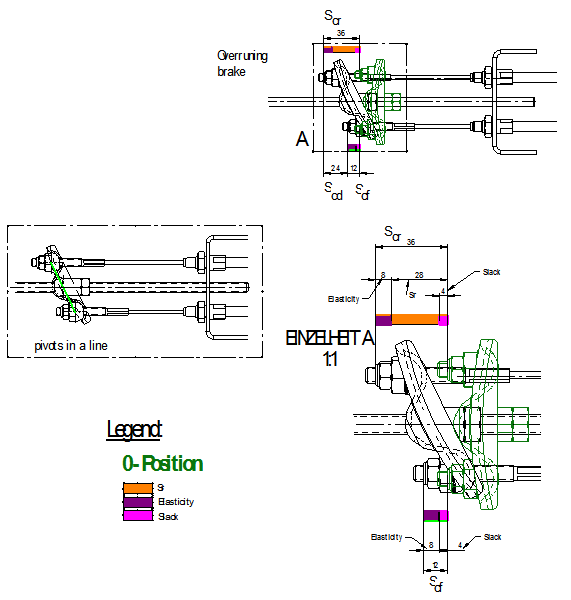 Scr
36
Overruning
brake
A
24 12
Scd Scf
pivots in a line
Scr
36
8 28
Elasticity Sr 4 Slack
EINZELHEIT A
1:1
Legend:
0-Position
Sr
Elasticity
Slack
Elasticity 8 4 Slack
12
Scf